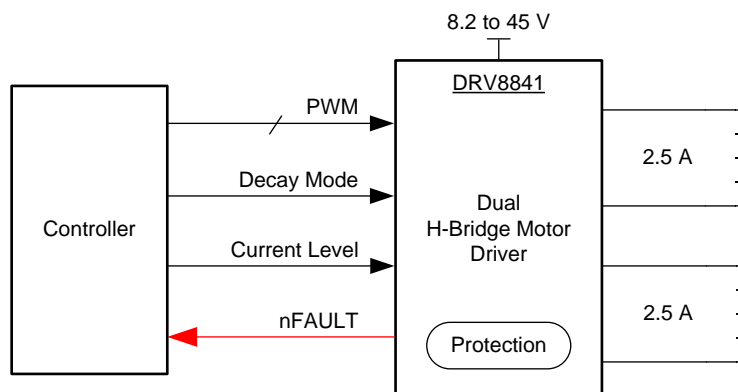 8.2 to 45 V
DRV8841
PWM
Decay Mode
Current Level
nFAULT
Controller
Dual
H-Bridge Motor
Driver
Protection
2.5 A
2.5 A